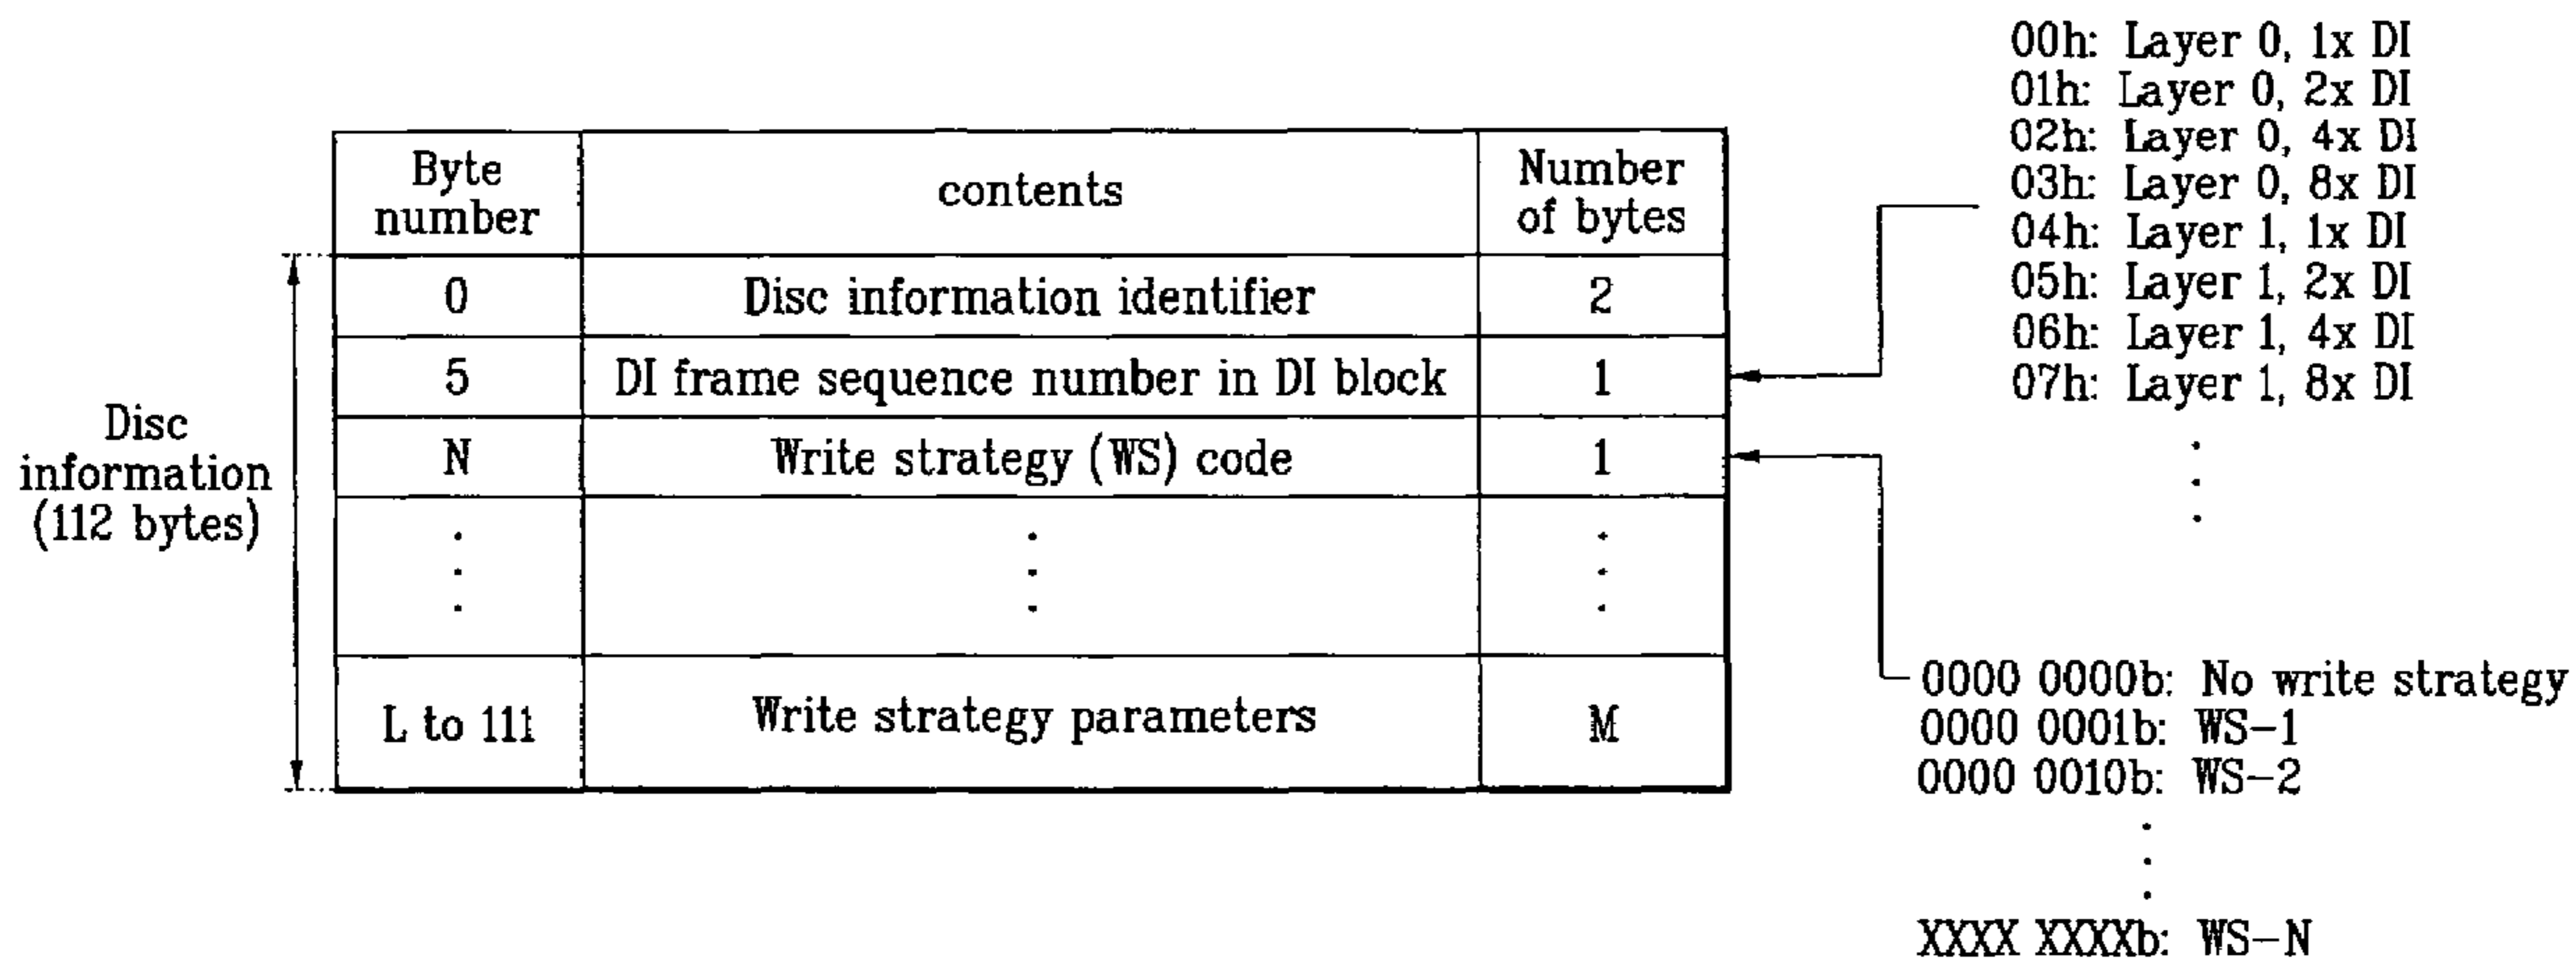 00h: Layer 0, 1x DI
01h: Layer 0, 2x DI
02h: Layer 0, 4x DI
03h: Layer 0, 8x DI
04h: Layer 1, 1x DI
05h: Layer 1, 2x DI
06h: Layer 1, 4x DI
07h: Layer 1, 8x DI
Byte number
contents
Number of bytes
0
Disc information identifier
2
5
DI frame sequence number in DI block
1
N
Write strategy (WS) code
1
L to 111
Write strategy parameters
M
Disc
information
(112 bytes)
0000 0000b: No write strategy
0000 0001b: WS-1
0000 0010b: WS-2
XXXX XXXXb: WS-N